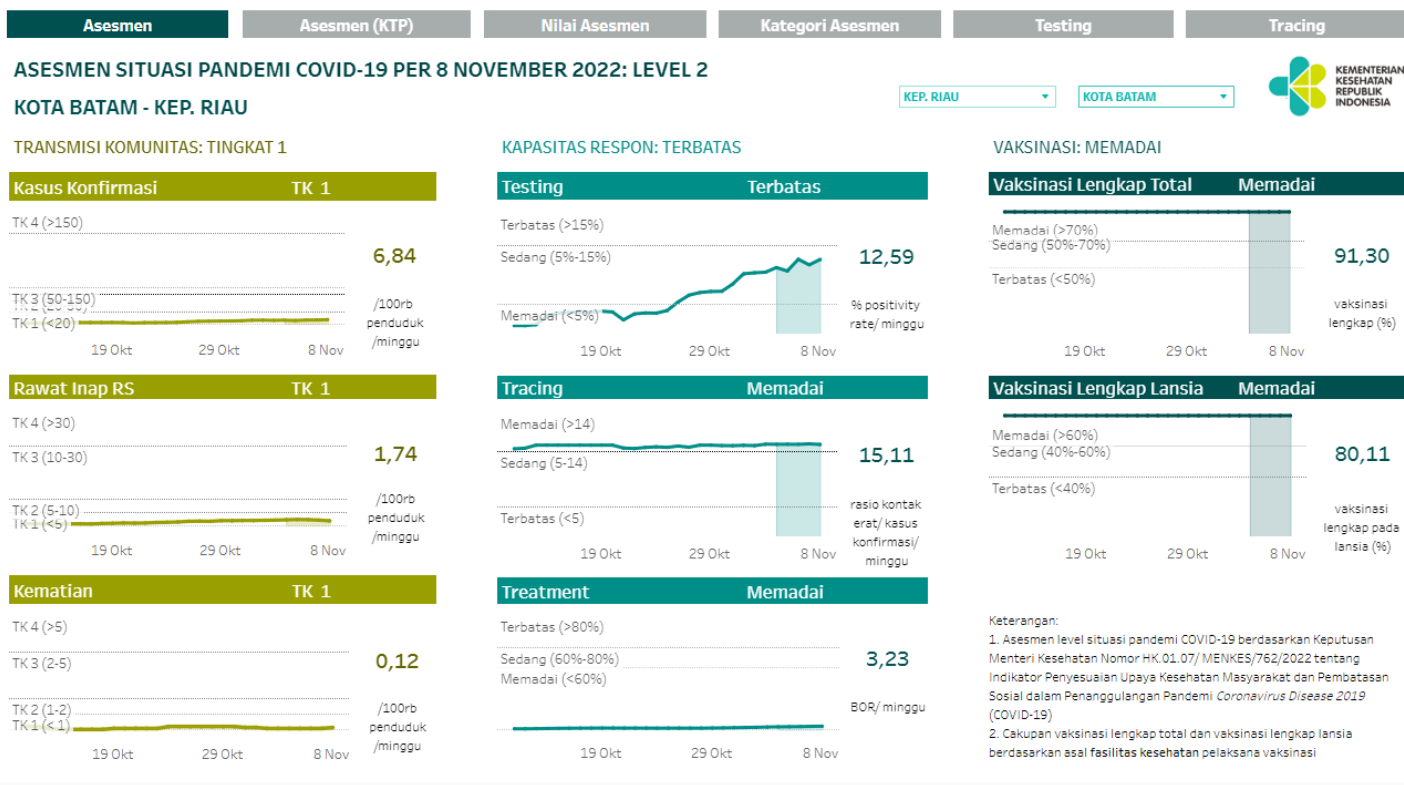 Asesmen
Asesmen (KTP)
Nilai Asesmen
Kategori Asesmen
Testing
Tracing
ASESMEN SITUASI PANDEMI COVID-19 PER 8 NOVEMBER 2022: LEVEL 2
KOTA BATAM - KEP. RIAU
KEP. RIAU
KOTA BATAM
KEMENTERIAN
KESEHATAN
REPUBLIK
INDONESIA
TRANSMISI KOMUNITAS: TINGKAT 1
Kasus Konfirmasi TK 1
TK 4 (>150)
TK 3 (50-150)
TK 1 (<20)
6,84
/100rb
penduduk
/minggu
19 Okt 29 Okt 8 Nov
Rawat Inap RS TK 1
TK 4 (>30)
TK 3 (10-30)
TK 2 (5-10)
TK 1 (<5)
1,74
/100rb
penduduk
/minggu
19 Okt 29 Okt 8 Nov
Kematian TK 1
TK 4 (>5)
TK 3 (2-5)
TK 2 (1-2)
TK 1 (<1)
0,12
/100rb
penduduk
/minggu
19 Okt 29 Okt 8 Nov
KAPASITAS RESPON: TERBATAS
Testing Terbatas
Terbatas (>15%)
Sedang (5%-15%)
Memadai (<5%)
12,59
% positivity
rate/ minggu
19 Okt 29 Okt 8 Nov
Tracing Memadai
Memadai (>14)
Sedang (5-14)
Terbatas (<5)
15,11
rasio kontak
erat/ kasus
konfirmasi/
minggu
19 Okt 29 Okt 8 Nov
Treatment Memadai
Terbatas (>80%)
Sedang (60%-80%)
Memadai (<60%)
3,23
BOR/ minggu
19 Okt 29 Okt 8 Nov
VAKSINASI: MEMADAI
Vaksinasi Lengkap Total Memadai
Memadai (>70%)
Sedang (50%-70%)
Terbatas (<50%)
91,30
vaksinasi
lengkap (%)
19 Okt 29 Okt 8 Nov
Vaksinasi Lengkap Lansia Memadai
Memadai (>60%)
Sedang (40%-60%)
Terbatas (<40%)
80,11
vaksinasi
lengkap pada
lansia (%)
19 Okt 29 Okt 8 Nov
Keterangan:
1. Asesmen level situasi pandemi COVID-19 berdasarkan Keputusan
Menteri Kesehatan Nomor HK.01.07/ MENKES/762/2022 tentang
Indikator Penyesuaian Upaya Kesehatan Masyarakat dan Pembatasan
Sosial dalam Penanggulangan Pandemi Coronavirus Disease 2019
(COVID-19)
2. Cakupan vaksinasi lengkap total dan vaksinasi lengkap lansia
berdasarkan asal fasilitas kesehatan pelaksana vaksinasi